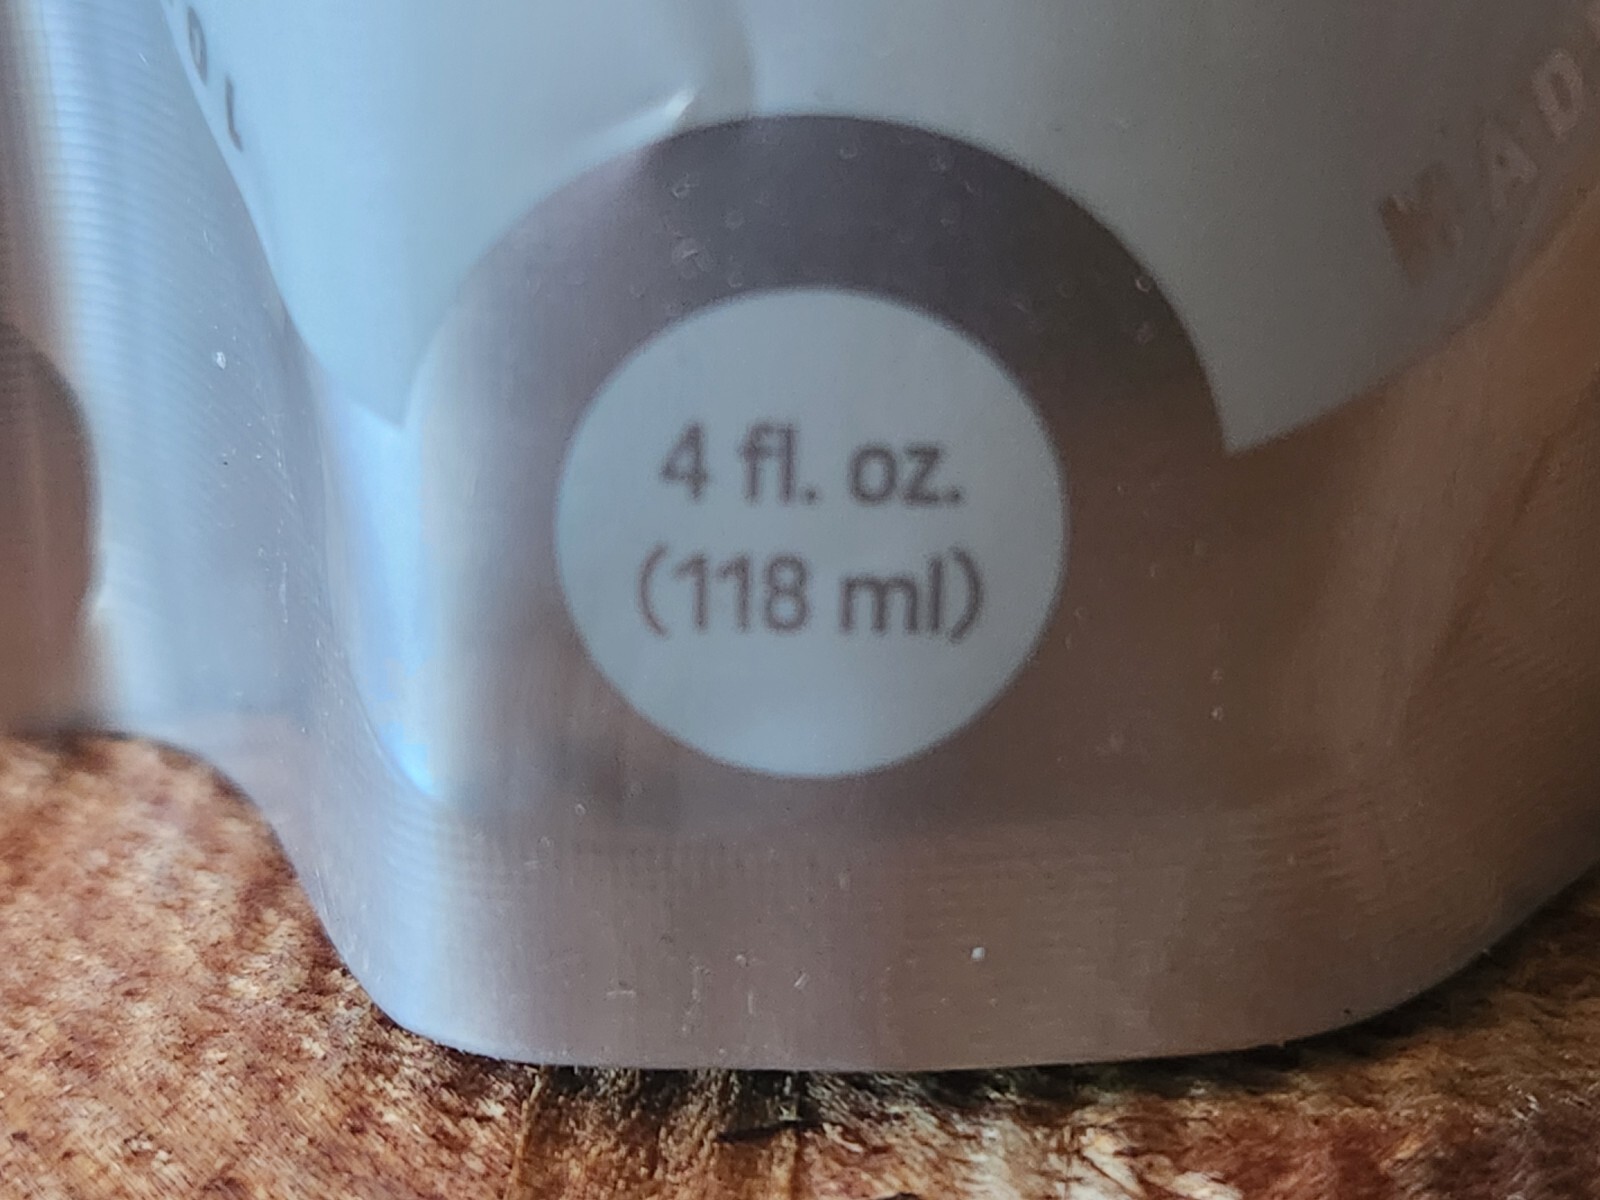 4 fl. oz.
(118 ml)